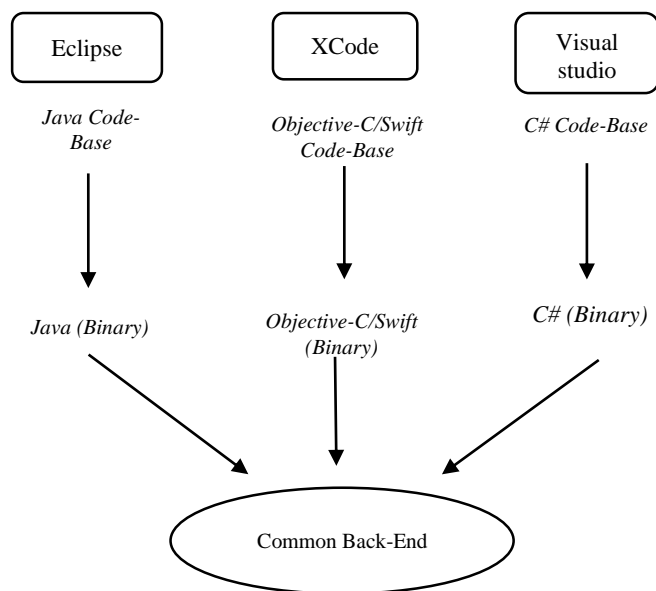 Eclipse
XCode
Visual
studio
Java Code-
Base
Objective-C/Swift
Code-Base
C# Code-Base
Java (Binary)
Objective-C/Swift
(Binary)
C# (Binary)
Common Back-End